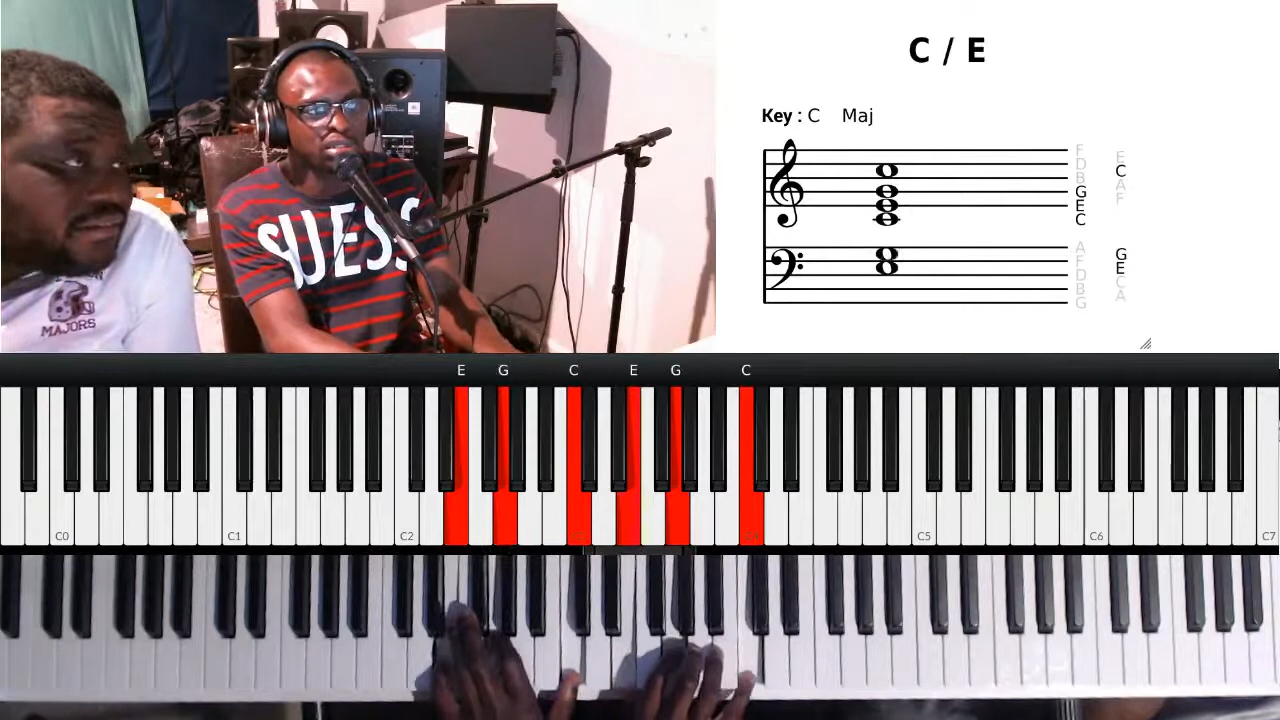 GUESS
MAJORS
C / E
Key : C Maj
F
D
B
G
E
C
E
C
A
F
A
F
D
B
G
G
E
C
A
E G C E G C
C0 C1 C2 C5 C6 C7